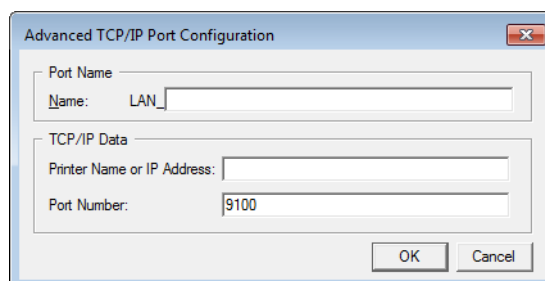 Advanced TCP/IP Port Configuration
Port Name
Name: LAN_
TCP/IP Data
Printer Name or IP Address:
Port Number: 9100
OK Cancel